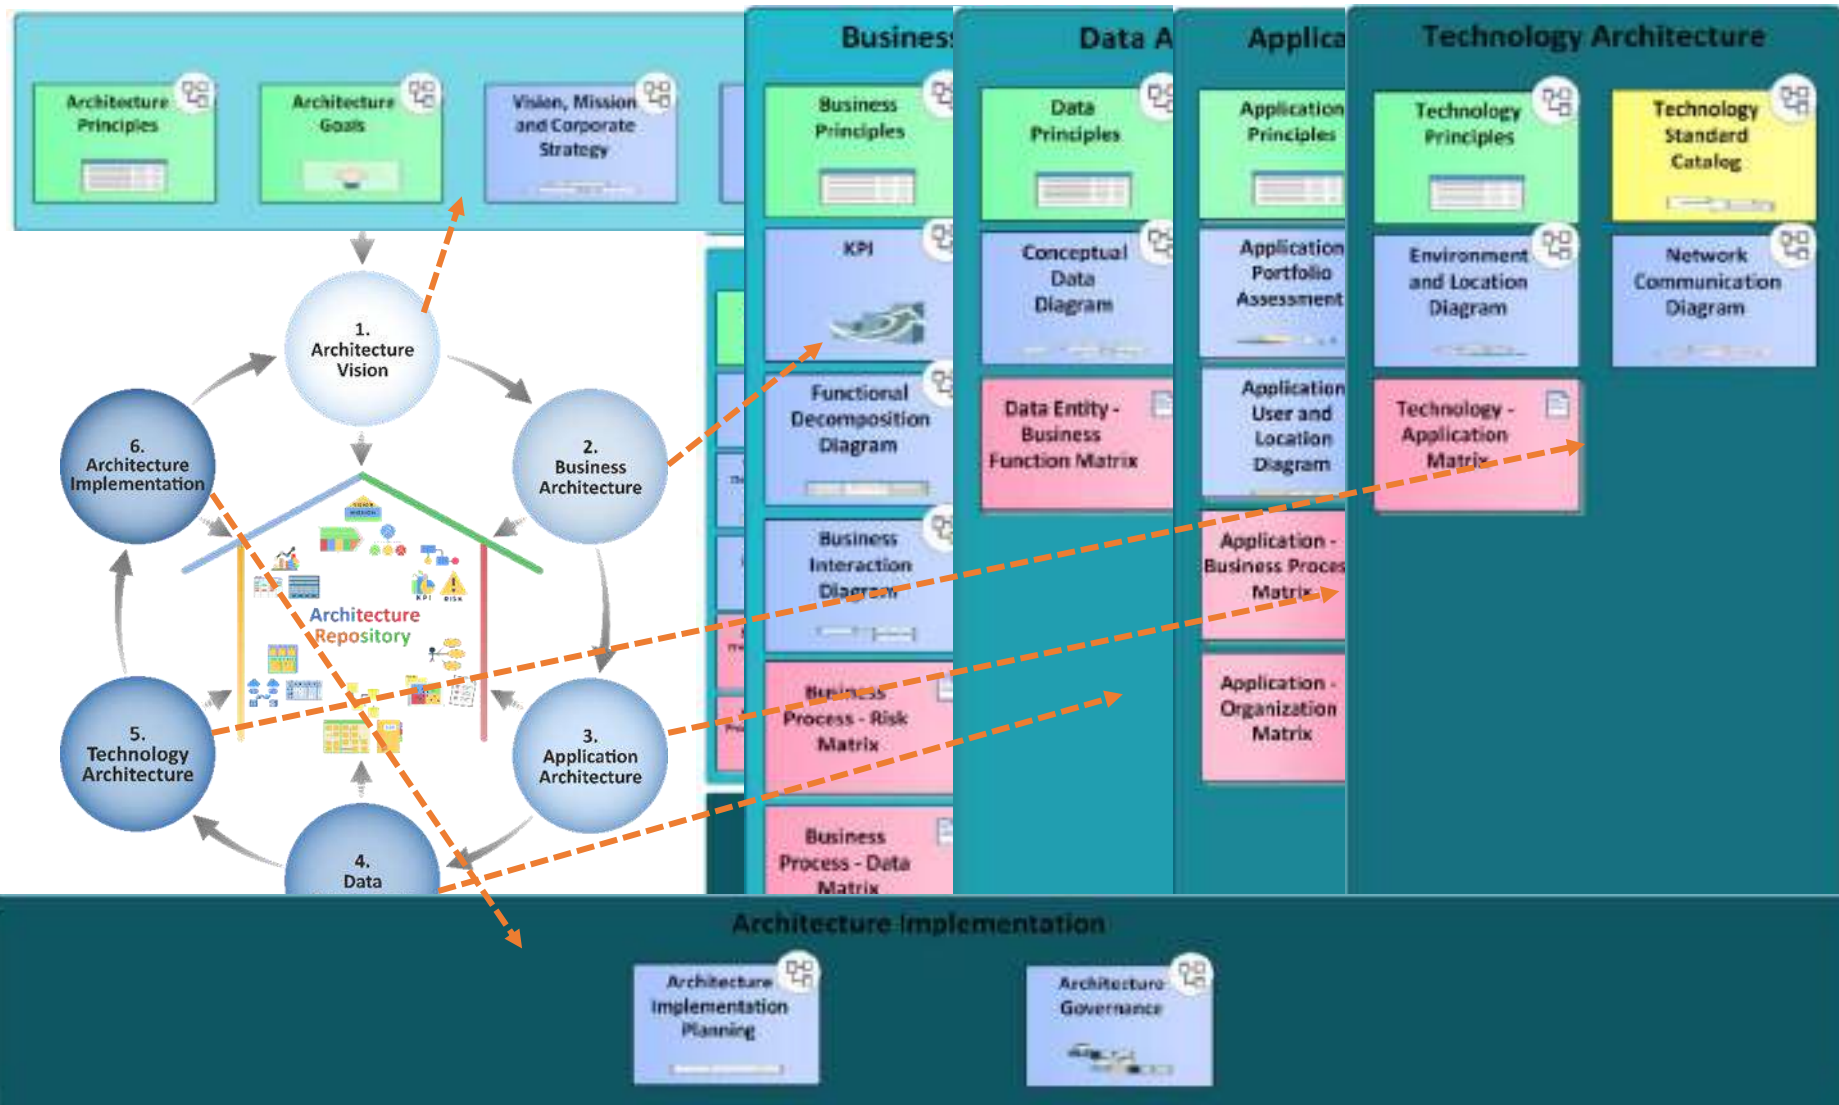 Architecture
Principles
Architecture
Goals
Vision, Mission
and Corporate
Strategy
1.
Architecture
Vision
2.
Business
Architecture
3.
Application
Architecture
4.
Data
5.
Technology
Architecture
6.
Architecture
Implementation
VISION
MISSION
KPI
RISK
Architecture
Repository
Business
Business
Principles
KPI
Functional
Decomposition
Diagram
Business
Interaction
Diagram
Business
Process - Risk
Matrix
Business
Process - Data
Matrix
Data A
Data
Principles
Conceptual
Data
Diagram
Data Entity -
Business
Function Matrix
Applica
Application
Principles
Application
Portfolio
Assessment
Application
User and
Location
Diagram
Application -
Business Proces
Matrix
Application -
Organization
Matrix
Technology Architecture
Technology
Principles
Technology
Standard
Catalog
Environment
and Location
Diagram
Network
Communication
Diagram
Technology -
Application
Matrix
Architecture Implementation
Architecture
Implementation
Planning
Architecture
Governance